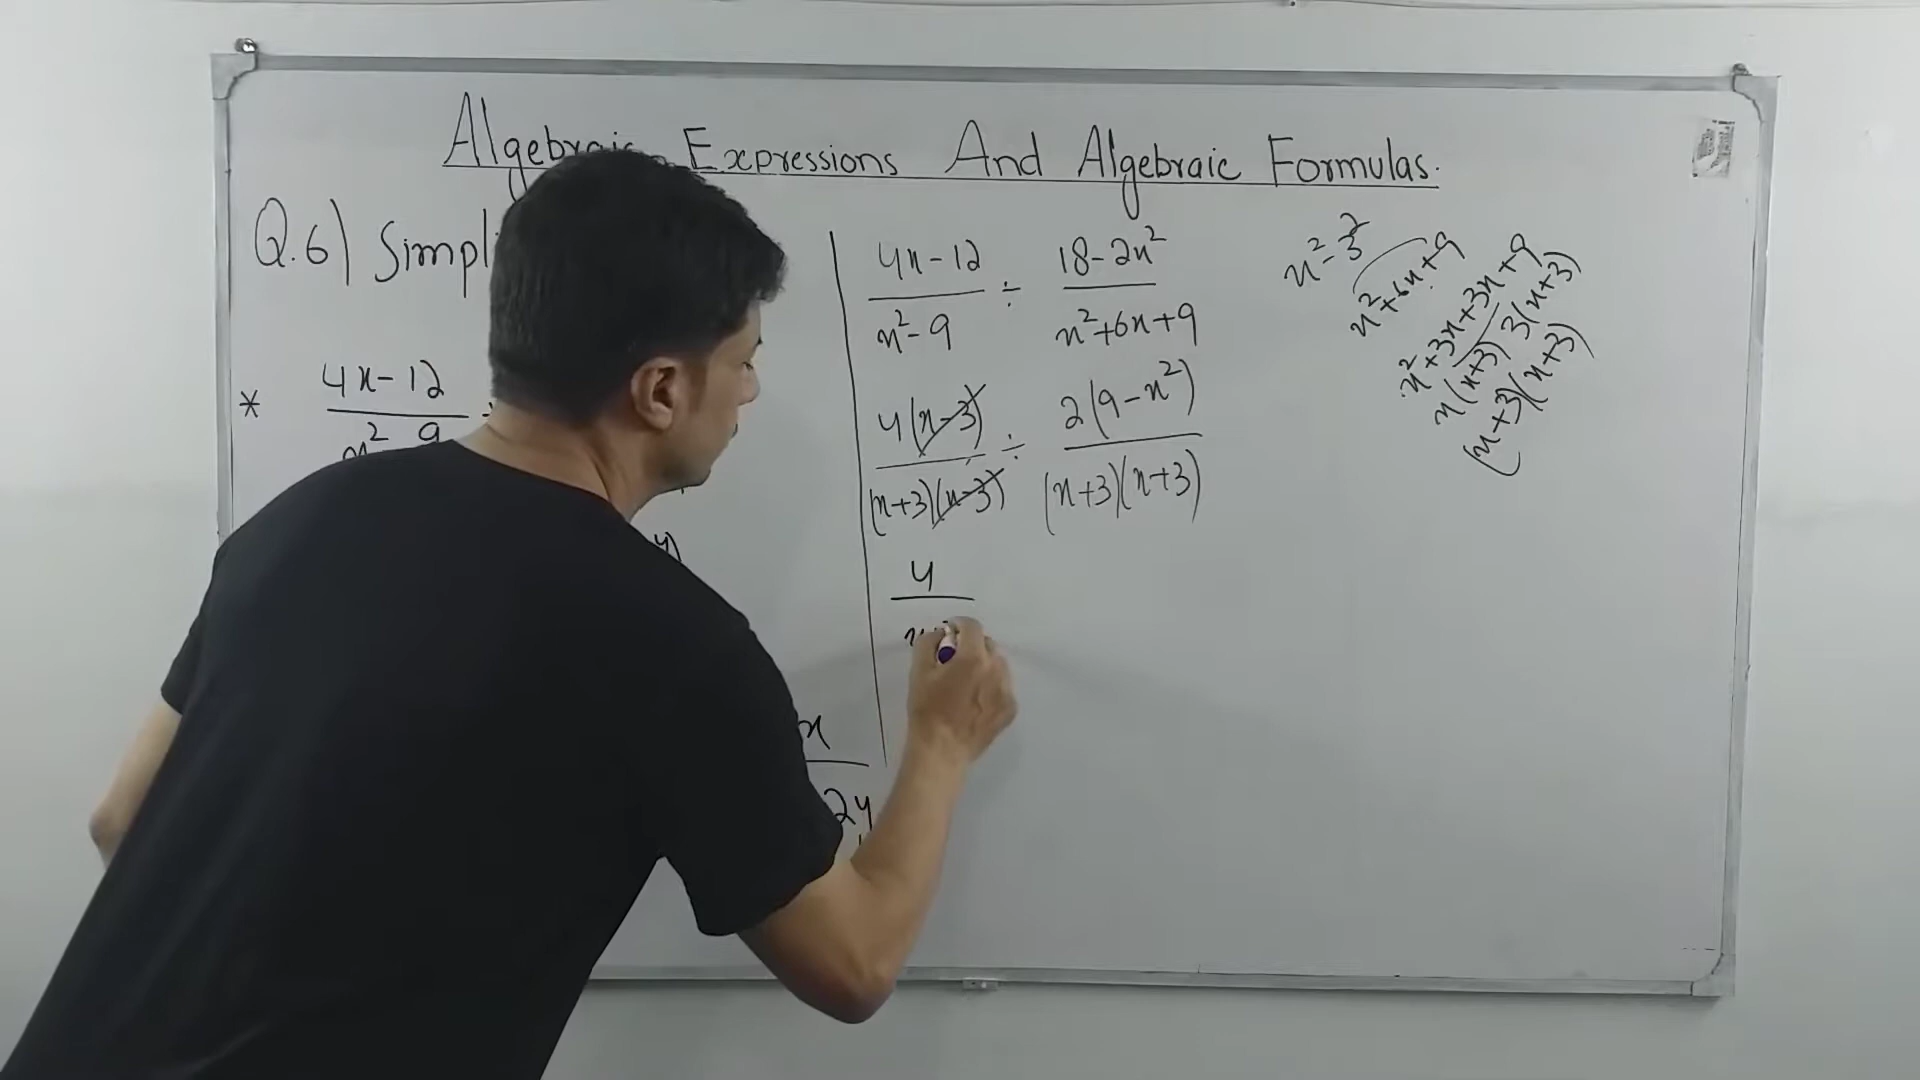 Algebraic Expressions And Algebraic Formulas.
Q.6)
* 4x-12
4x-12 ÷ 18-2x²
x²-9 x²+6x+9
4(x-3) ÷ 2(9-x²)
(x+3)(x-3) (x+3)(x+3)
4
x
2y
x²-3²
x²+6x+9
x²+3x+3x+9
x(x+3) 3(x+3)
(x+3)(x+3)